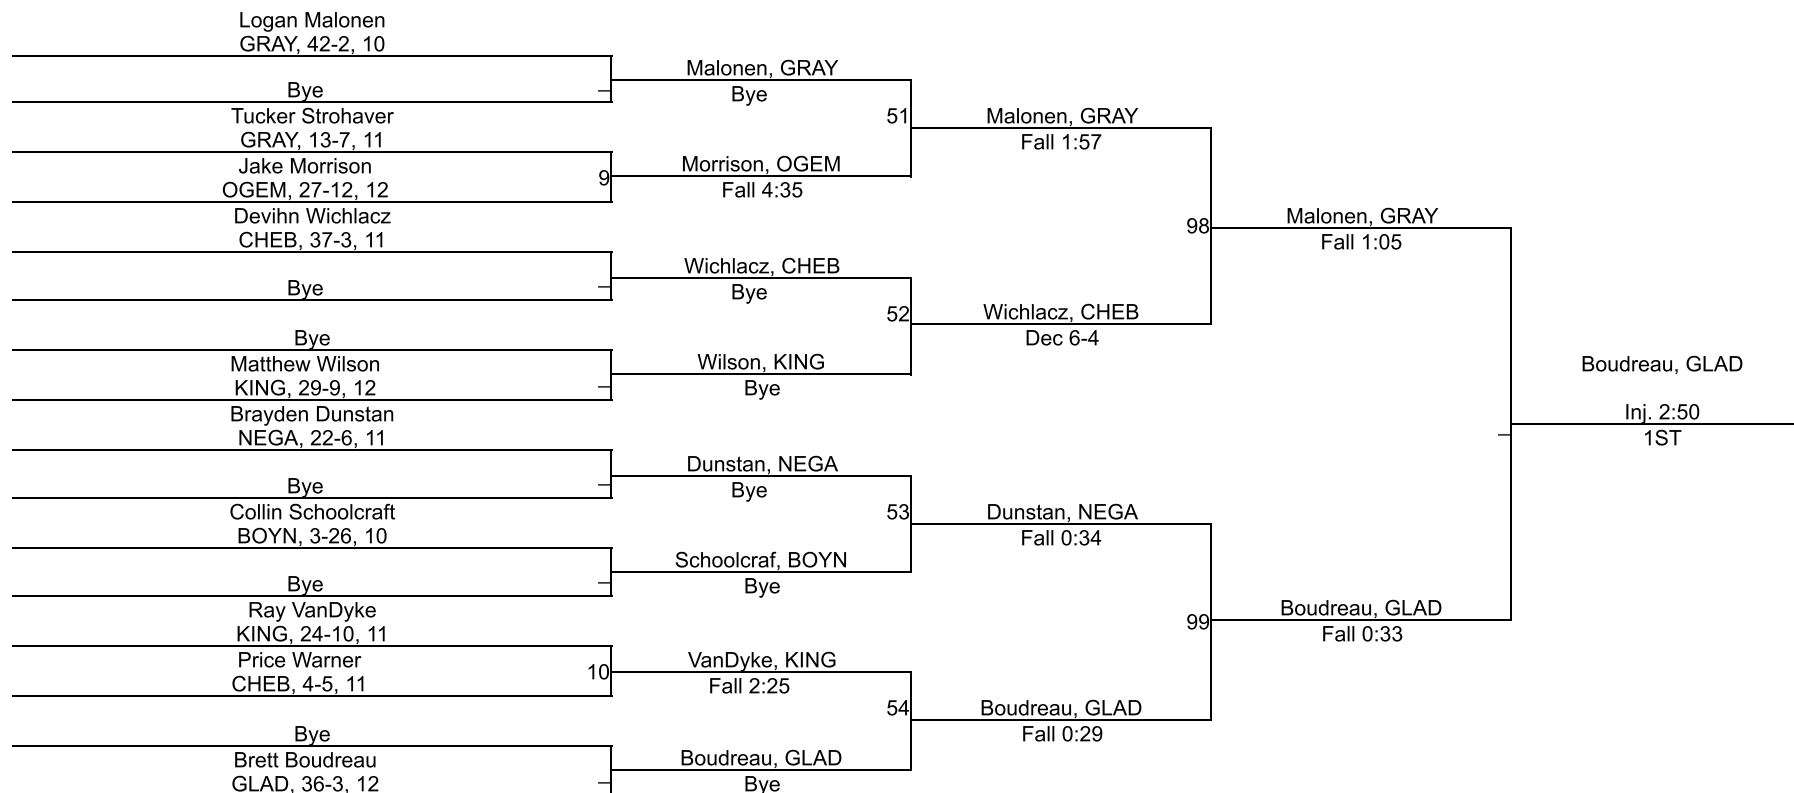 Logan Malonen
GRAY, 42-2, 10
Bye
Tucker Strohaver
GRAY, 13-7, 11
Jake Morrison
OGEM, 27-12, 12
Devihn Wichlacz
CHEB, 37-3, 11
Bye
Bye
Matthew Wilson
KING, 29-9, 12
Brayden Dunstan
NEGA, 22-6, 11
Bye
Collin Schoolcraft
BOYN, 3-26, 10
Bye
Ray VanDyke
KING, 24-10, 11
Price Warner
CHEB, 4-5, 11
Bye
Brett Boudreau
GLAD, 36-3, 12
9
10
Malonen, GRAY
Bye
Morrison, OGEM
Fall 4:35
Wichlacz, CHEB
Bye
Wilson, KING
Bye
Dunstan, NEGA
Bye
Schoolcraf, BOYN
Bye
VanDyke, KING
Fall 2:25
Boudreau, GLAD
Bye
51
52
53
54
Malonen, GRAY
Fall 1:57
Wichlacz, CHEB
Dec 6-4
Dunstan, NEGA
Fall 0:34
Boudreau, GLAD
Fall 0:29
98
99
Malonen, GRAY
Fall 1:05
Boudreau, GLAD
Fall 0:33
Boudreau, GLAD
Inj. 2:50
1ST